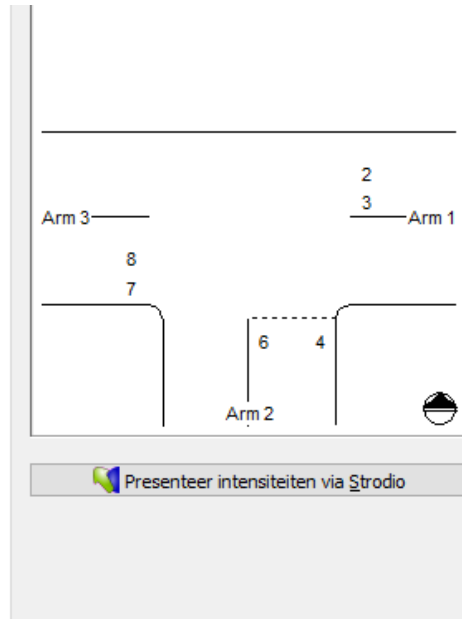 2
3
Arm 3
Arm 1
8
7
6 4
Arm 2
Presenteer intensiteiten via Strodio